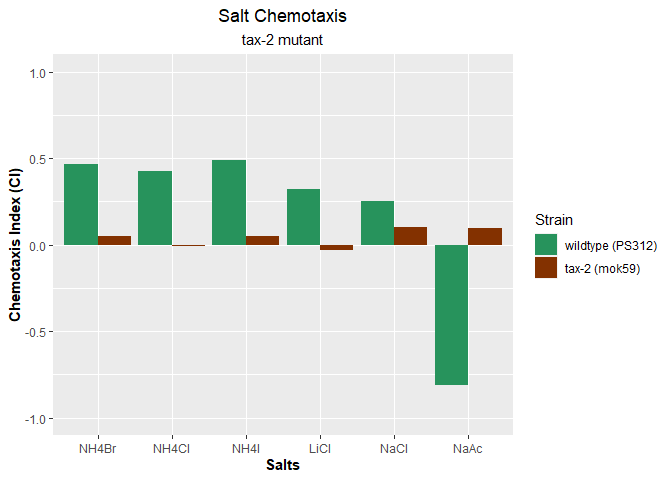 Salt Chemotaxis
tax-2 mutant
Chemotaxis Index (CI)
1.0
0.5
0.0
-0.5
-1.0
NH4Br NH4Cl NH4I LiCl NaCl NaAc
Salts
Strain
wildtype (PS312)
tax-2 (mok59)